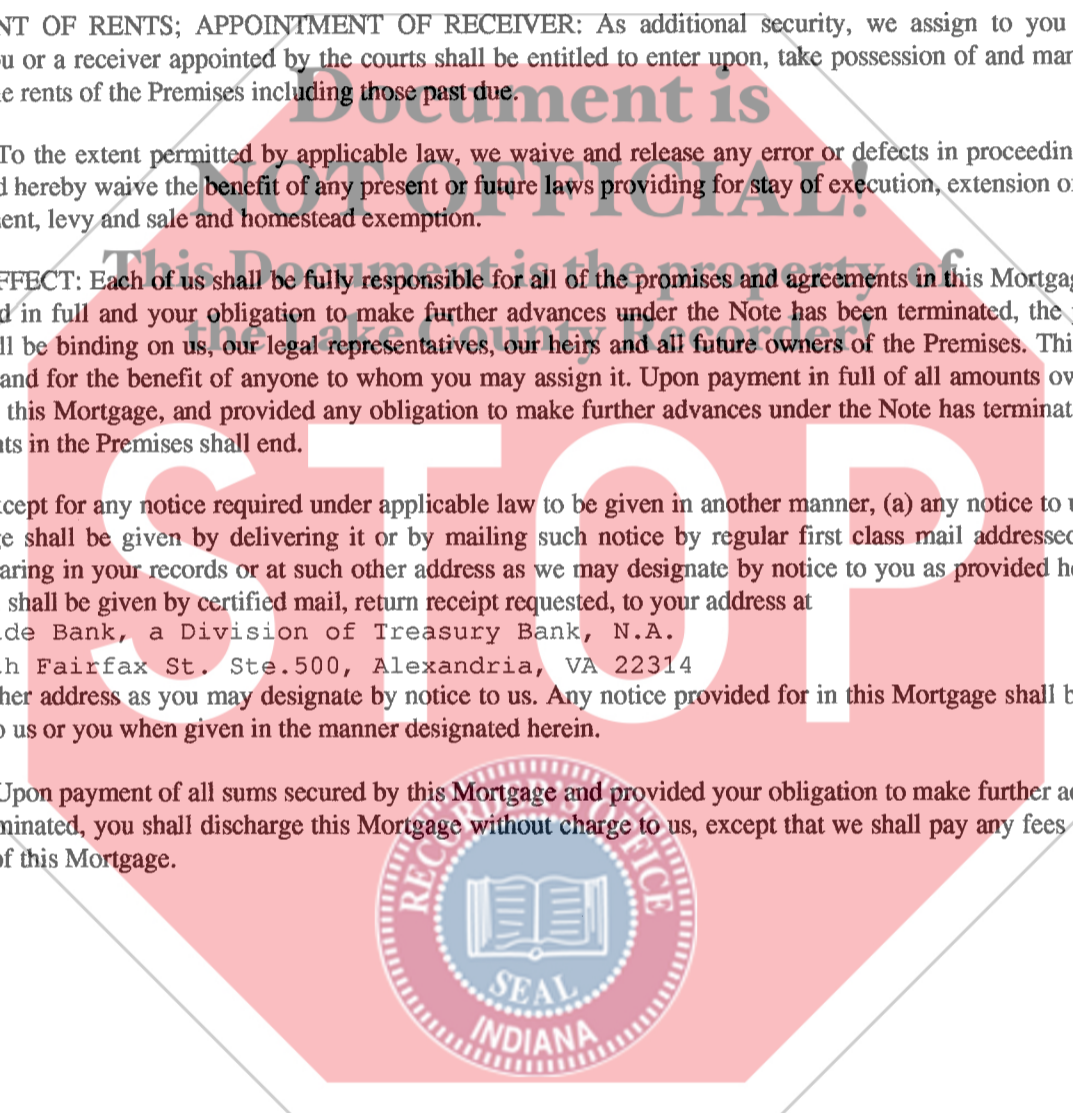 NT OF RENTS; APPOINTMENT OF RECEIVER: As additional security, we assign to you
u or a receiver appointed by the courts shall be entitled to enter upon, take possession of and man
e rents of the Premises including those past due.
Document is
To the extent permitted by applicable law, we waive and release any error or defects in proceedin
d hereby waive the benefit of any present or future laws providing for stay of execution, extension o
NOT OFFICIAL!
ent, levy and sale and homestead exemption.
This Document is the property of
FFECT: Each of us shall be fully responsible for all of the promises and agreements in this Mortga
d in full and your obligation to make further advances under the Note has been terminated, the
the Lake County Recorder!
ll be binding on us, our legal representatives, our heirs and all future owners of the Premises. Thi
and for the benefit of anyone to whom you may assign it. Upon payment in full of all amounts ov
this Mortgage, and provided any obligation to make further advances under the Note has terminat
ts in the Premises shall end.
STOP
cept for any notice required under applicable law to be given in another manner, (a) any notice to u
e shall be given by delivering it or by mailing such notice by regular first class mail addressed
aring in your records or at such other address as we may designate by notice to you as provided he
shall be given by certified mail, return receipt requested, to your address at
de Bank, a Division of Treasury Bank, N.A.
h Fairfax St. Ste.500, Alexandria, VA 22314
her address as you may designate by notice to us. Any notice provided for in this Mortgage shall b
o us or you when given in the manner designated herein.
Upon payment of all sums secured by this Mortgage and provided your obligation to make further a
minated, you shall discharge this Mortgage without charge to us, except that we shall pay any fees
of this Mortgage.
RECORDER'S OFFICE
SEAL
INDIANA